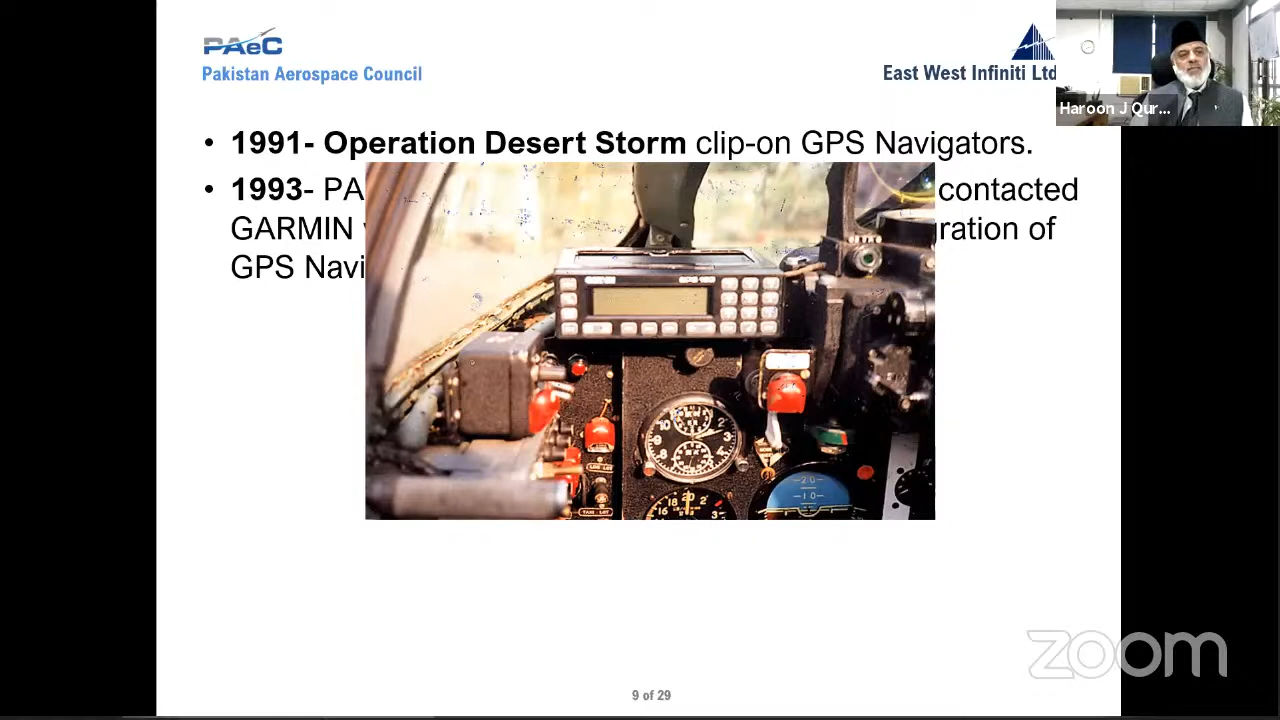 PAeC
Pakistan Aerospace Council
East West Infiniti Ltd
Haroon J Qur...
• 1991- Operation Desert Storm clip-on GPS Navigators.
• 1993- PA contacted
GARMIN ration of
GPS Navi
zoom
9 of 29